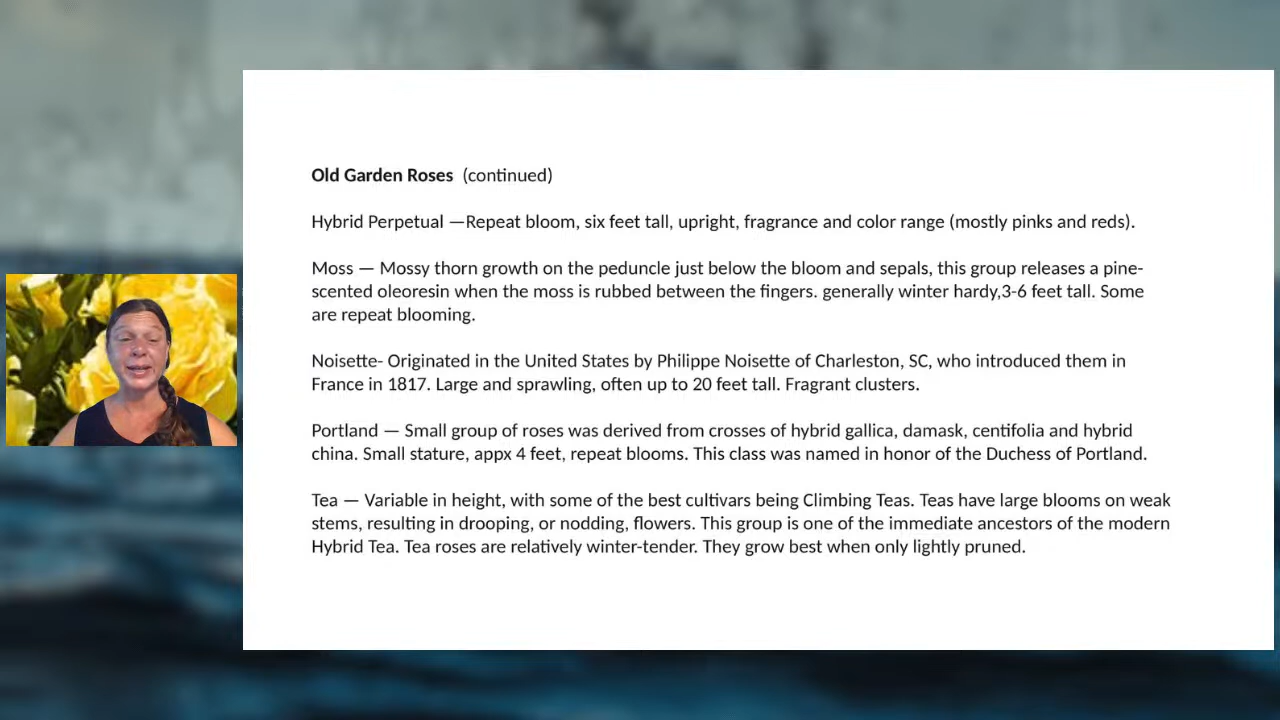 Old Garden Roses (continued)
Hybrid Perpetual —Repeat bloom, six feet tall, upright, fragrance and color range (mostly pinks and reds).
Moss — Mossy thorn growth on the peduncle just below the bloom and sepals, this group releases a pine-
scented oleoresin when the moss is rubbed between the fingers. generally winter hardy,3-6 feet tall. Some
are repeat blooming.
Noisette- Originated in the United States by Philippe Noisette of Charleston, SC, who introduced them in
France in 1817. Large and sprawling, often up to 20 feet tall. Fragrant clusters.
Portland — Small group of roses was derived from crosses of hybrid gallica, damask, centifolia and hybrid
china. Small stature, appx 4 feet, repeat blooms. This class was named in honor of the Duchess of Portland.
Tea — Variable in height, with some of the best cultivars being Climbing Teas. Teas have large blooms on weak
stems, resulting in drooping, or nodding, flowers. This group is one of the immediate ancestors of the modern
Hybrid Tea. Tea roses are relatively winter-tender. They grow best when only lightly pruned.